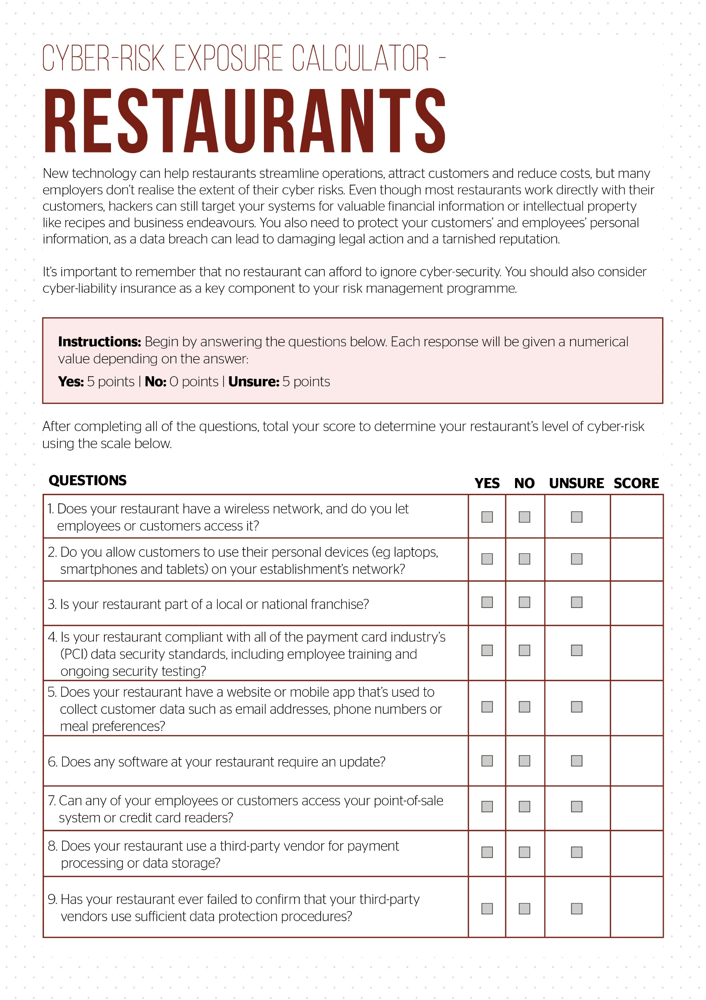 CYBER-RISK EXPOSURE CALCULATOR -
RESTAURANTS
New technology can help restaurants streamline operations, attract customers and reduce costs, but many
employers don’t realise the extent of their cyber risks. Even though most restaurants work directly with their
customers, hackers can still target your systems for valuable financial information or intellectual property
like recipes and business endeavours. You also need to protect your customers’ and employees’ personal
information, as a data breach can lead to damaging legal action and a tarnished reputation.
It’s important to remember that no restaurant can afford to ignore cyber-security. You should also consider
cyber-liability insurance as a key component to your risk management programme.
Instructions: Begin by answering the questions below. Each response will be given a numerical
value depending on the answer:
Yes: 5 points | No: 0 points | Unsure: 5 points
After completing all of the questions, total your score to determine your restaurant’s level of cyber-risk
using the scale below.
QUESTIONS YES NO UNSURE SCORE
1. Does your restaurant have a wireless network, and do you let
employees or customers access it?
2. Do you allow customers to use their personal devices (eg laptops,
smartphones and tablets) on your establishment’s network?
3. Is your restaurant part of a local or national franchise?
4. Is your restaurant compliant with all of the payment card industry’s
(PCI) data security standards, including employee training and
ongoing security testing?
5. Does your restaurant have a website or mobile app that’s used to
collect customer data such as email addresses, phone numbers or
meal preferences?
6. Does any software at your restaurant require an update?
7. Can any of your employees or customers access your point-of-sale
system or credit card readers?
8. Does your restaurant use a third-party vendor for payment
processing or data storage?
9. Has your restaurant ever failed to confirm that your third-party
vendors use sufficient data protection procedures?